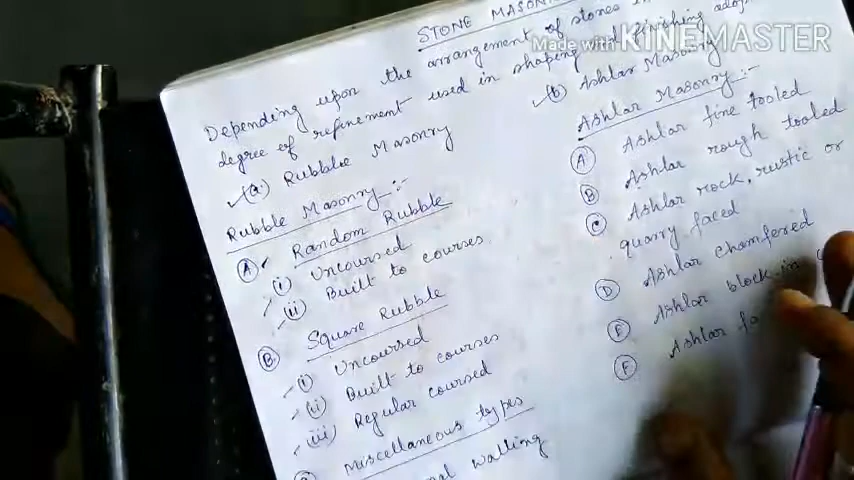 STONE MASON
Depending upon the arrangement of stones
degree of refinement used in shaping finishing
(a) Rubble Masonry
(b) Ashlar Masonry
Rubble Masonry :-
(A) Random Rubble
(i) Uncoursed
(ii) Built to courses
(B) Square Rubble
(i) Uncoursed
(ii) Built to courses
(iii) Regular coursed
Miscellaneous types
walling
Ashlar Masonry :-
(A) Ashlar fine tooled
(B) Ashlar rough tooled
(C) Ashlar rock, rustic or
quarry faced
(D) Ashlar chamfered
(E) Ashlar block in
(F) Ashlar
Made with KINEMASTER